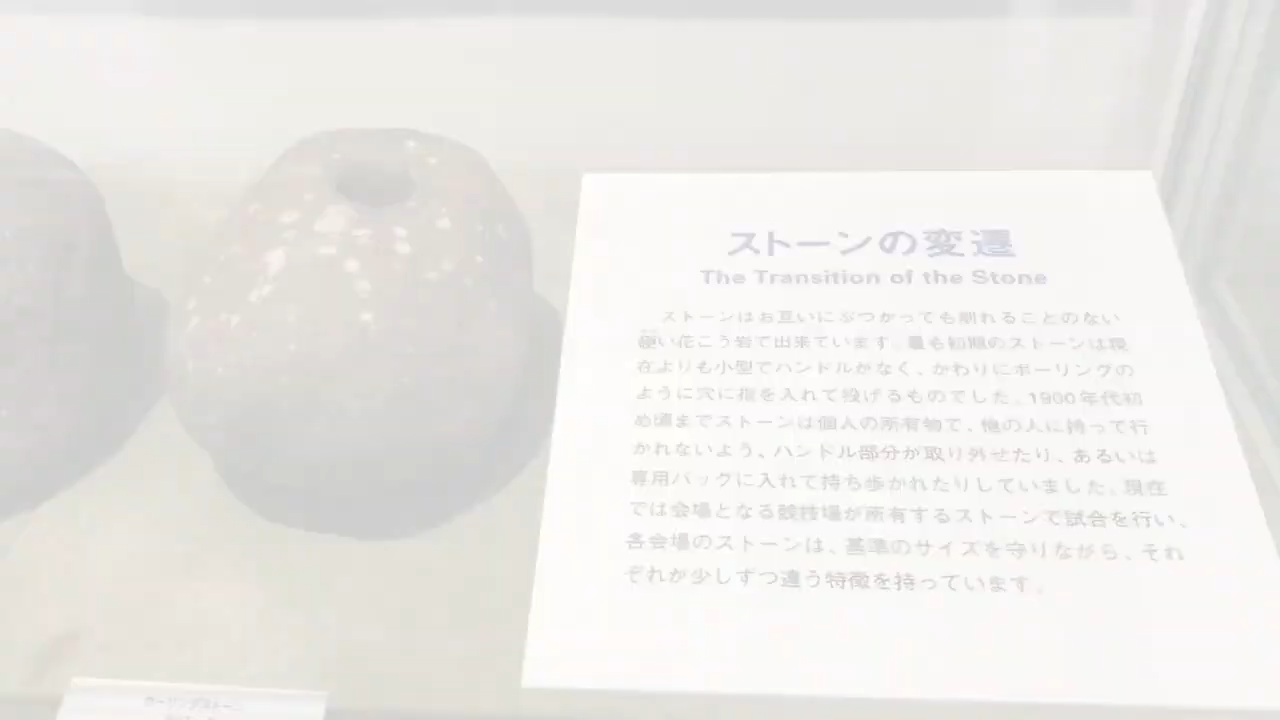 ストーンの変遷
The Transition of the Stone
ストーンはお互いにぶつかっても削れることのない
硬い花こう岩で出来ています。最も初期のストーンは現
在よりも小型でハンドルがなく、かわりにボーリングの
ように穴に指を入れて投げるものでした。1900年代初
め頃までストーンは個人の所有物で、他の人に持って行
かれないよう、ハンドル部分が取り外せたり、あるいは
専用バッグに入れて持ち歩かれたりしていました。現在
では会場となる競技場が所有するストーンで試合を行い、
各会場のストーンは、基準のサイズを守りながら、それ
ぞれが少しずつ違う特徴を持っています。
カーリングストーン